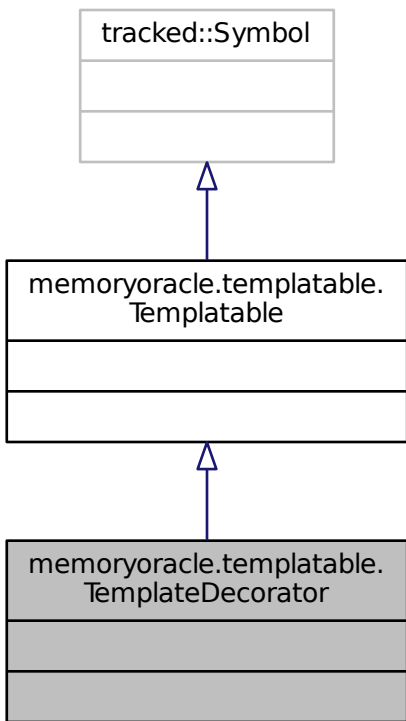 tracked::Symbol
memoryoracle.templatable.
Templatable
memoryoracle.templatable.
TemplateDecorator